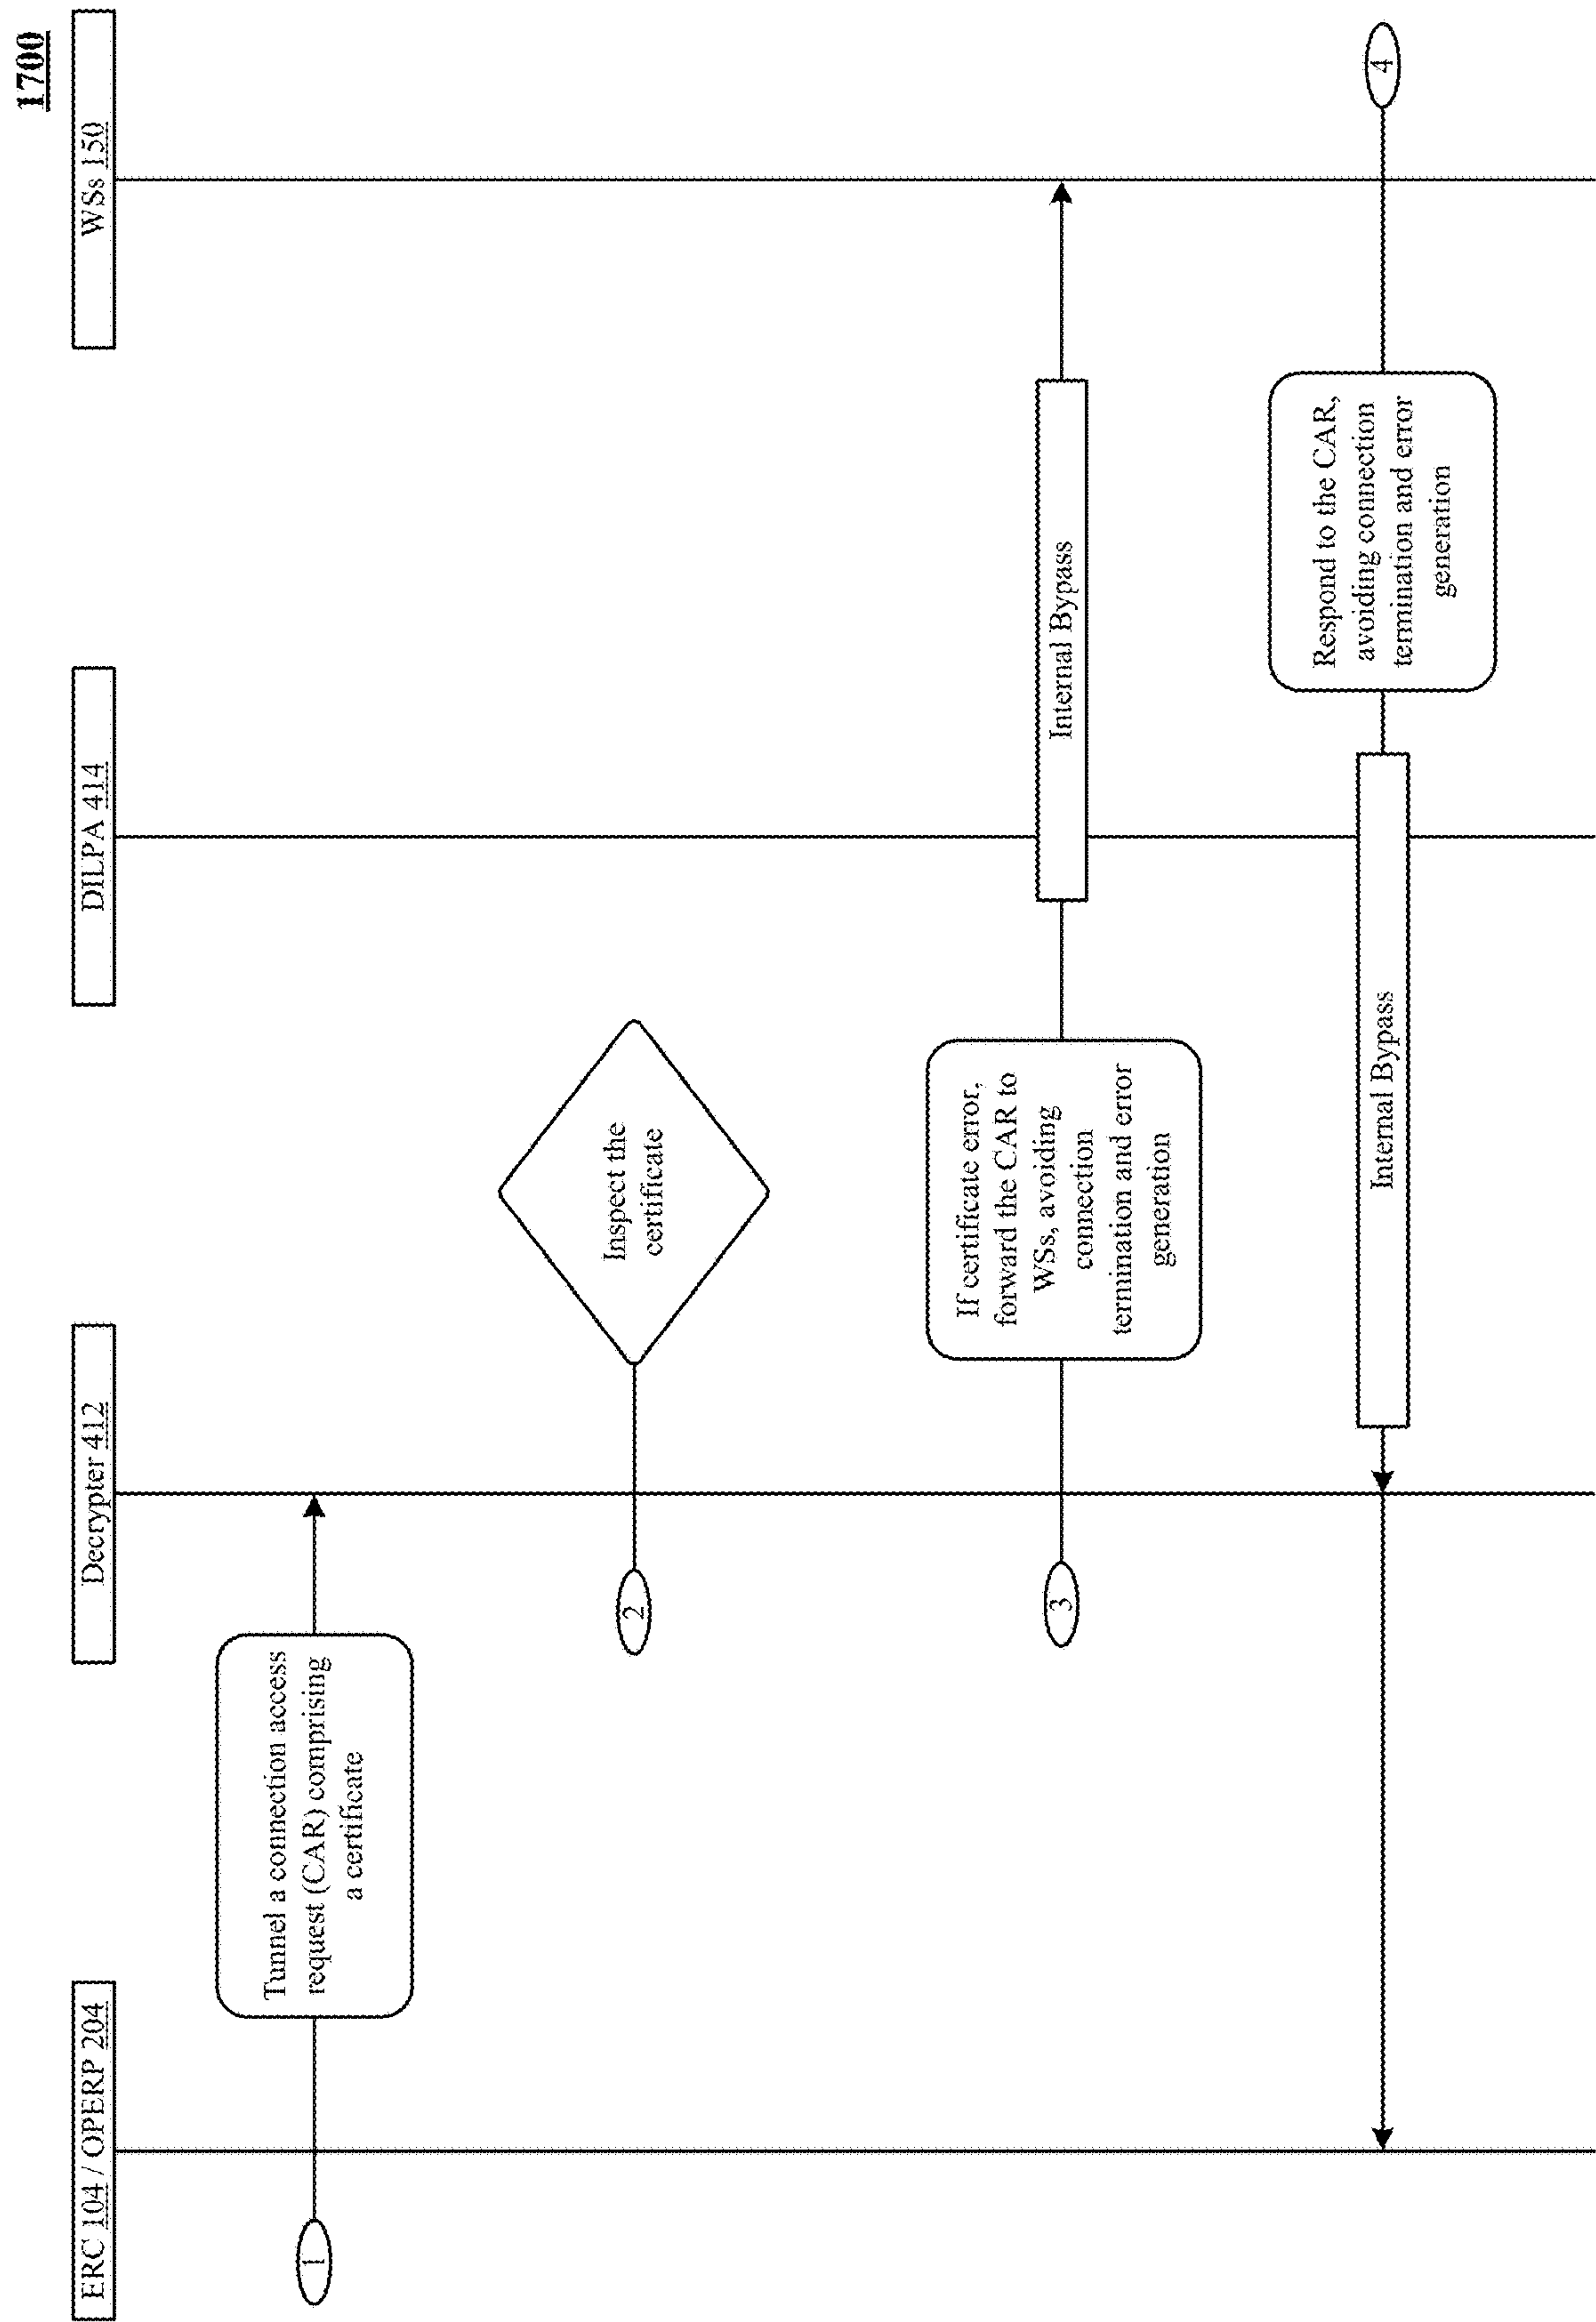 1700
ERC 104 / OPERP 204
Decrypter 412
DILPA 414
WSs 150
1
Tunnel a connection access
request (CAR) comprising
a certificate
2
Inspect the
certificate
3
If certificate error,
forward the CAR to
WSs, avoiding
connection
termination and error
generation
Internal Bypass
4
Respond to the CAR,
avoiding connection
termination and error
generation
Internal Bypass